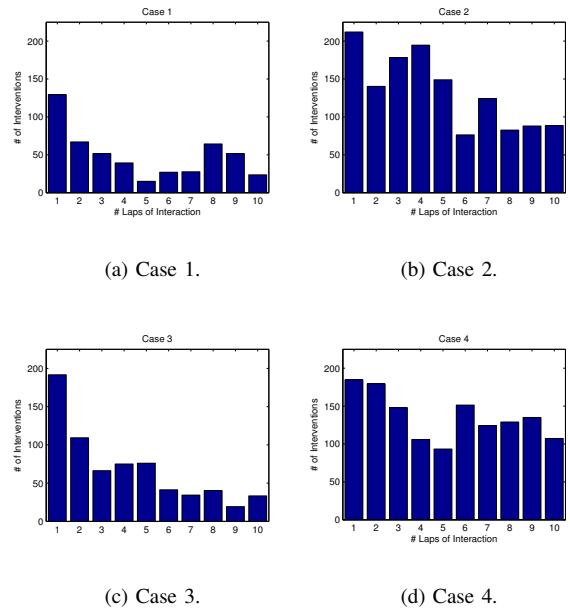 Case 1
# of Interventions
200
150
100
50
0
1 2 3 4 5 6 7 8 9 10
# Laps of Interaction
(a) Case 1.
Case 2
# of Interventions
200
150
100
50
0
1 2 3 4 5 6 7 8 9 10
# Laps of Interaction
(b) Case 2.
Case 3
# of Interventions
200
150
100
50
0
1 2 3 4 5 6 7 8 9 10
(c) Case 3.
Case 4
# of Interventions
200
150
100
50
0
1 2 3 4 5 6 7 8 9 10
# Laps of Interaction
(d) Case 4.